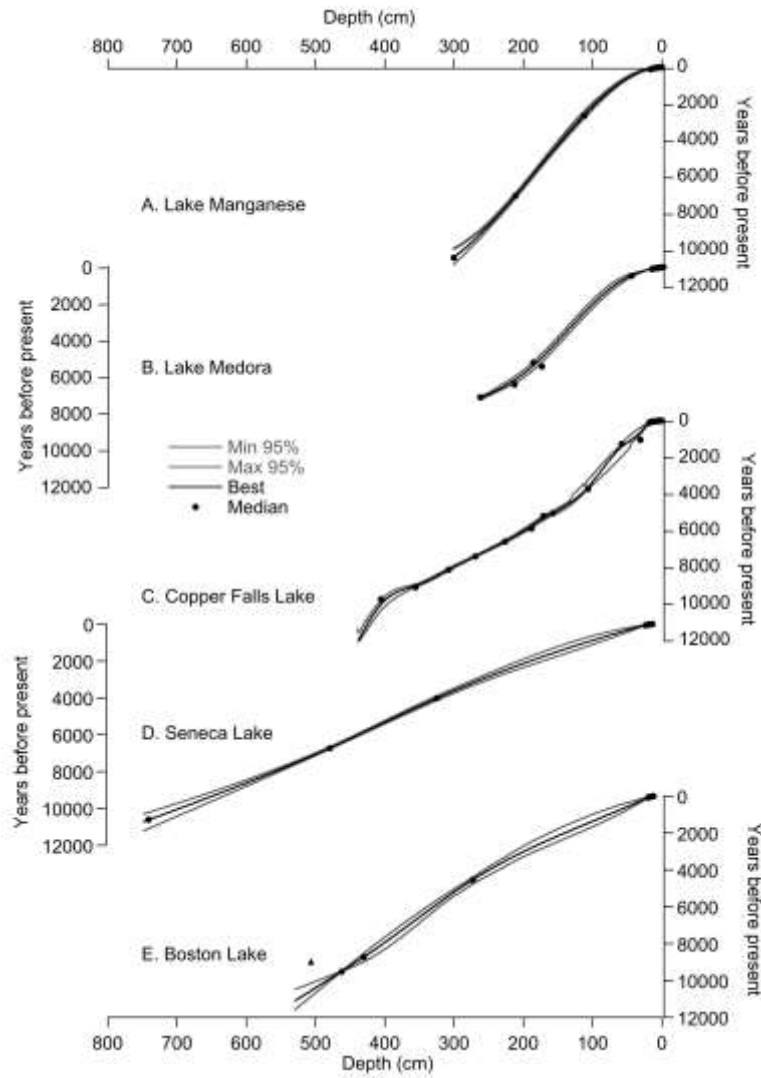 Depth (cm)
800 700 600 500 400 300 200 100 0
0
2000
4000
6000
8000
10000
12000
Years before present
A. Lake Manganese
0
2000
4000
6000
8000
10000
12000
Years before present
B. Lake Medora
Min 95%
Max 95%
Best
Median
0
2000
4000
6000
8000
10000
12000
Years before present
C. Copper Falls Lake
0
2000
4000
6000
8000
10000
12000
Years before present
D. Seneca Lake
0
2000
4000
6000
8000
10000
12000
Years before present
E. Boston Lake
800 700 600 500 400 300 200 100 0
Depth (cm)